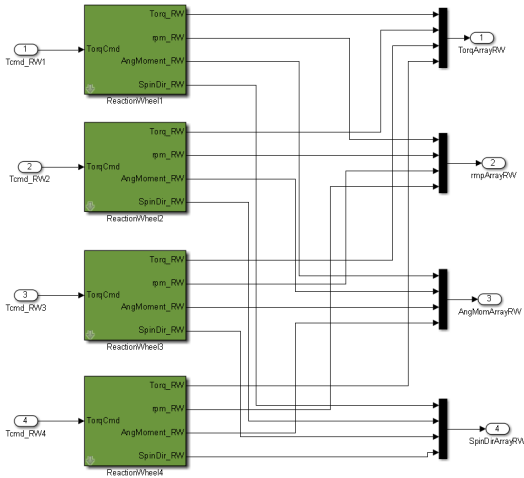 Torq_RW
rpm_RW
1
TorqCmd
1
Tcmd_RW1
AngMoment_RW
TorqArrayRW
SpinDir_RW
ReactionWheel1
Torq_RW
rpm_RW
2
TorqCmd
2
Tcmd_RW2
AngMoment_RW
rmpArrayRW
SpinDir_RW
ReactionWheel2
Torq_RW
rpm_RW
3
TorqCmd
3
Tcmd_RW3
AngMoment_RW
AngMomArrayRW
SpinDir_RW
ReactionWheel3
Torq_RW
rpm_RW
4
TorqCmd
4
Tcmd_RW4
AngMoment_RW
SpinDirArrayRW
SpinDir_RW
ReactionWheel4